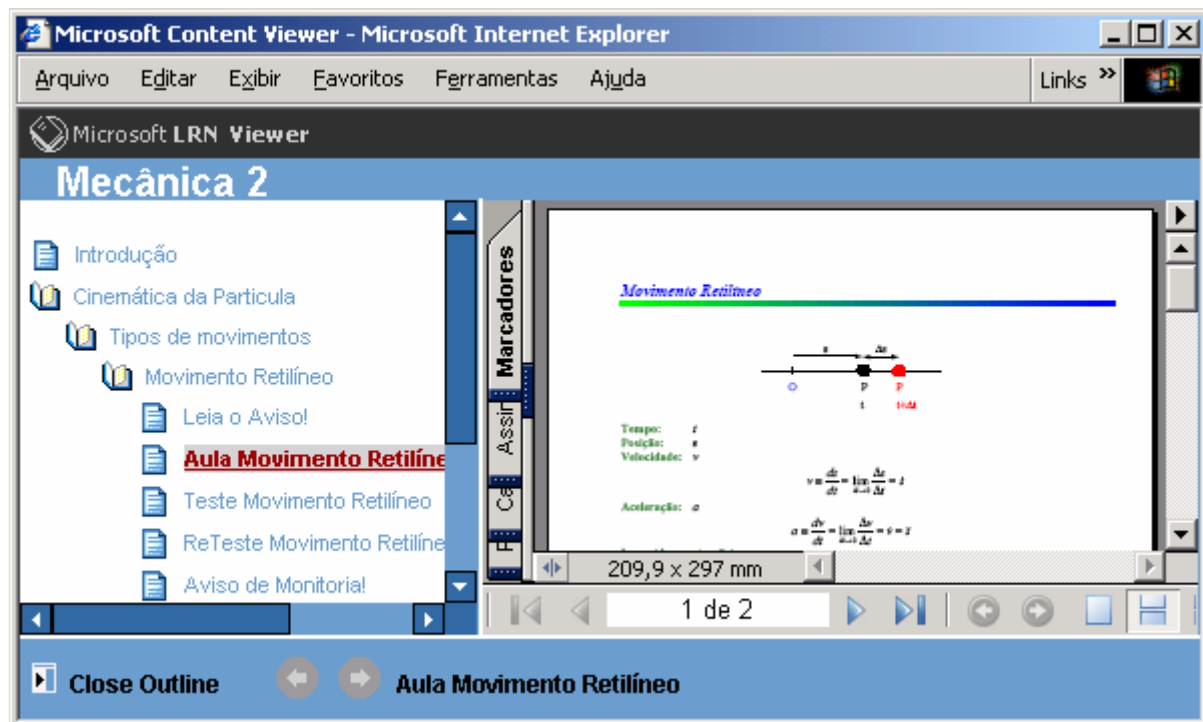 Microsoft Content Viewer - Microsoft Internet Explorer
Arquivo Editar Exibir Favoritos Ferramentas Ajuda Links »
Microsoft LRN Viewer
Mecânica 2
Introdução
Cinemática da Particula
Tipos de movimentos
Movimento Retilíneo
Leia o Aviso!
Aula Movimento Retilíne
Teste Movimento Retilíneo
ReTeste Movimento Retilíne
Aviso de Monitoria!
Marcadores
Assir
Movimento Retilíneo
s Δs
O P P
t t+Δt
Tempo: t
Posição: s
Velocidade: v
Aceleração: a
209,9 x 297 mm
1 de 2
Close Outline Aula Movimento Retilíneo